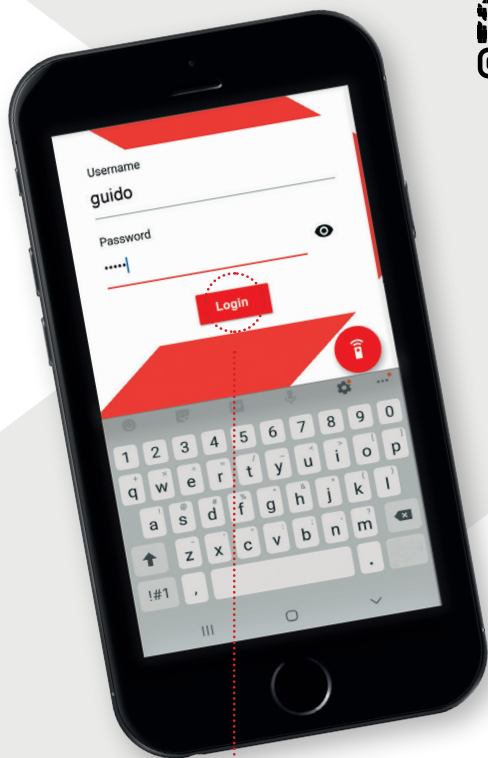 Username
guido
Password
•••••
Login
1 2 3 4 5 6 7 8 9 0
q w e r t y u i o p
a s d f g h j k l
z x c v b n m
!#1 , .